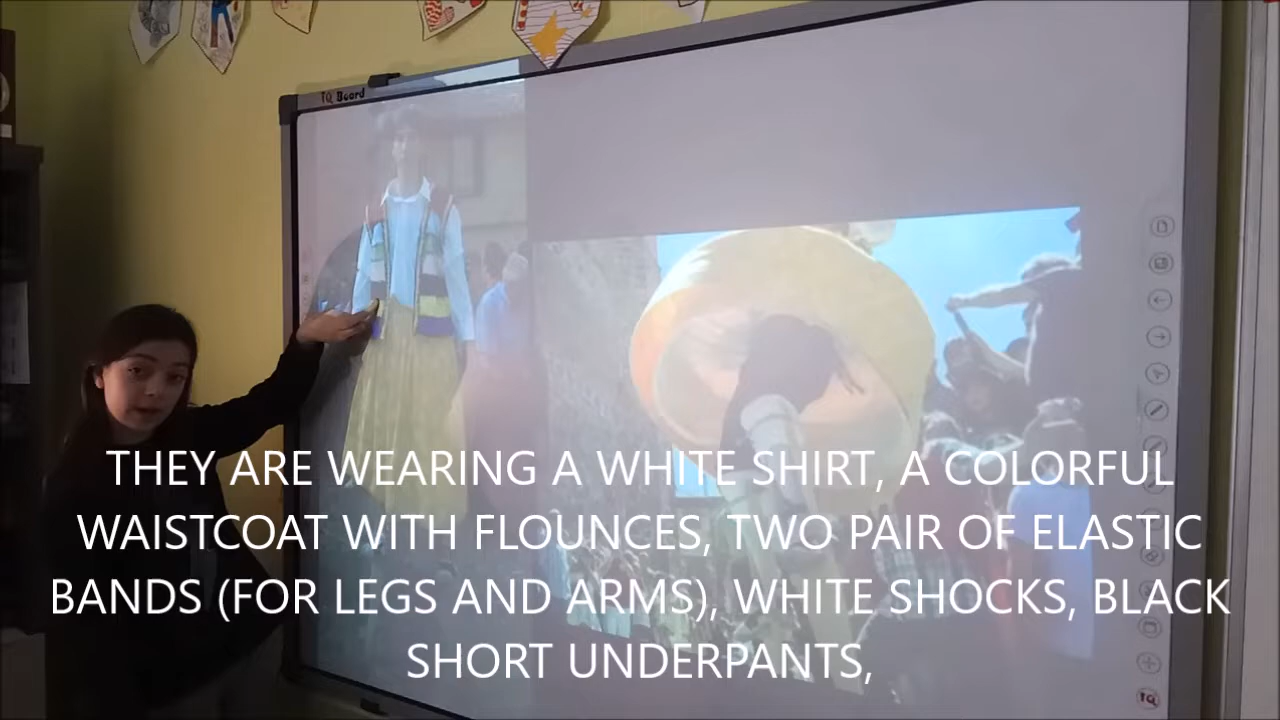 iQ Board
THEY ARE WEARING A WHITE SHIRT, A COLORFUL
WAISTCOAT WITH FLOUNCES, TWO PAIR OF ELASTIC
BANDS (FOR LEGS AND ARMS), WHITE SHOCKS, BLACK
SHORT UNDERPANTS,
iQ